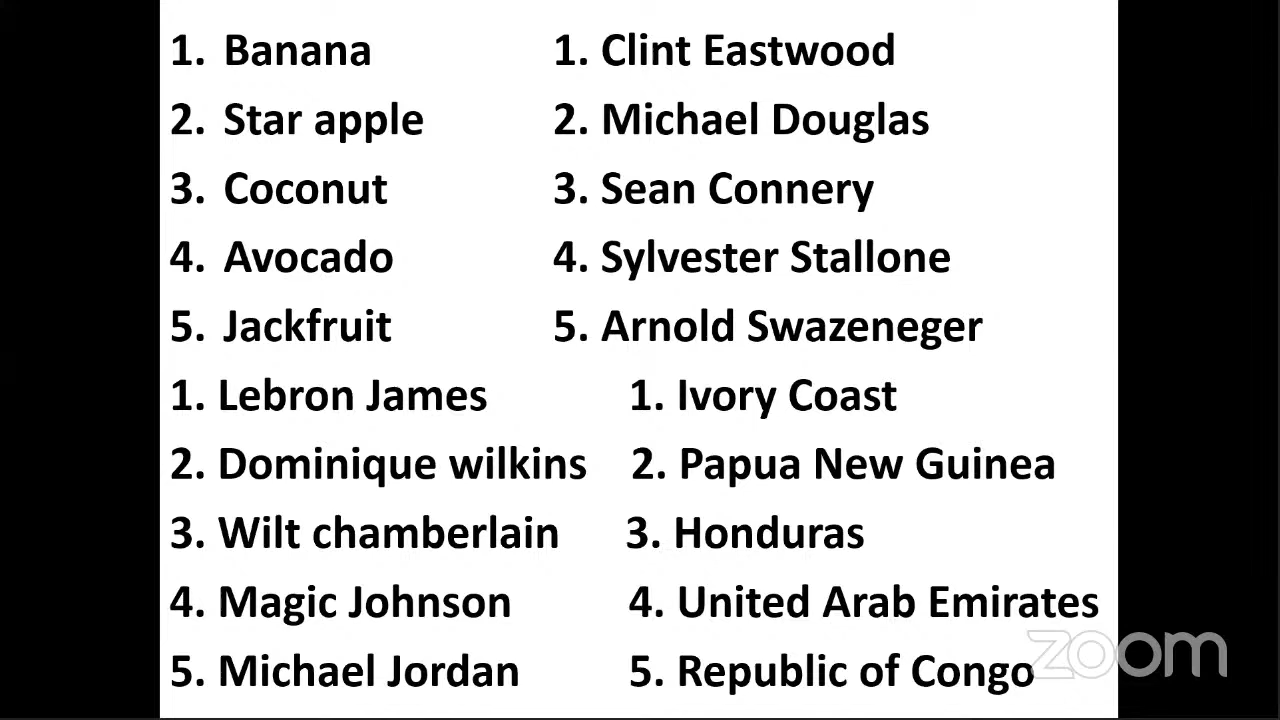 1. Banana
2. Star apple
3. Coconut
4. Avocado
5. Jackfruit
1. Clint Eastwood
2. Michael Douglas
3. Sean Connery
4. Sylvester Stallone
5. Arnold Swazeneger
1. Lebron James
2. Dominique wilkins
3. Wilt chamberlain
4. Magic Johnson
5. Michael Jordan
1. Ivory Coast
2. Papua New Guinea
3. Honduras
4. United Arab Emirates
5. Republic of Congo
zoom